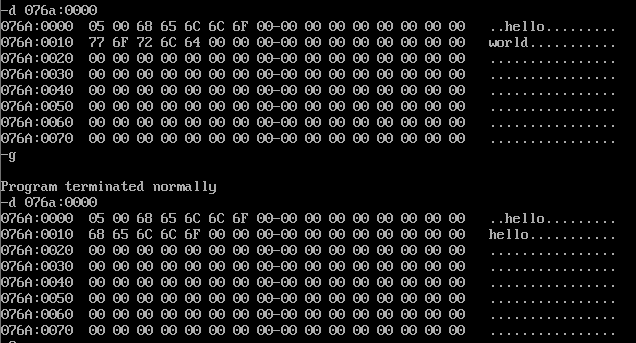 -d 076a:0000
076A:0000  05 00 68 65 6C 6C 6F 00-00 00 00 00 00 00 00 00   ..hello.........
076A:0010  77 6F 72 6C 64 00 00 00-00 00 00 00 00 00 00 00   world...........
076A:0020  00 00 00 00 00 00 00 00-00 00 00 00 00 00 00 00   ................
076A:0030  00 00 00 00 00 00 00 00-00 00 00 00 00 00 00 00   ................
076A:0040  00 00 00 00 00 00 00 00-00 00 00 00 00 00 00 00   ................
076A:0050  00 00 00 00 00 00 00 00-00 00 00 00 00 00 00 00   ................
076A:0060  00 00 00 00 00 00 00 00-00 00 00 00 00 00 00 00   ................
076A:0070  00 00 00 00 00 00 00 00-00 00 00 00 00 00 00 00   ................
-g
Program terminated normally
-d 076a:0000
076A:0000  05 00 68 65 6C 6C 6F 00-00 00 00 00 00 00 00 00   ..hello.........
076A:0010  68 65 6C 6C 6F 00 00 00-00 00 00 00 00 00 00 00   hello...........
076A:0020  00 00 00 00 00 00 00 00-00 00 00 00 00 00 00 00   ................
076A:0030  00 00 00 00 00 00 00 00-00 00 00 00 00 00 00 00   ................
076A:0040  00 00 00 00 00 00 00 00-00 00 00 00 00 00 00 00   ................
076A:0050  00 00 00 00 00 00 00 00-00 00 00 00 00 00 00 00   ................
076A:0060  00 00 00 00 00 00 00 00-00 00 00 00 00 00 00 00   ................
076A:0070  00 00 00 00 00 00 00 00-00 00 00 00 00 00 00 00   ................